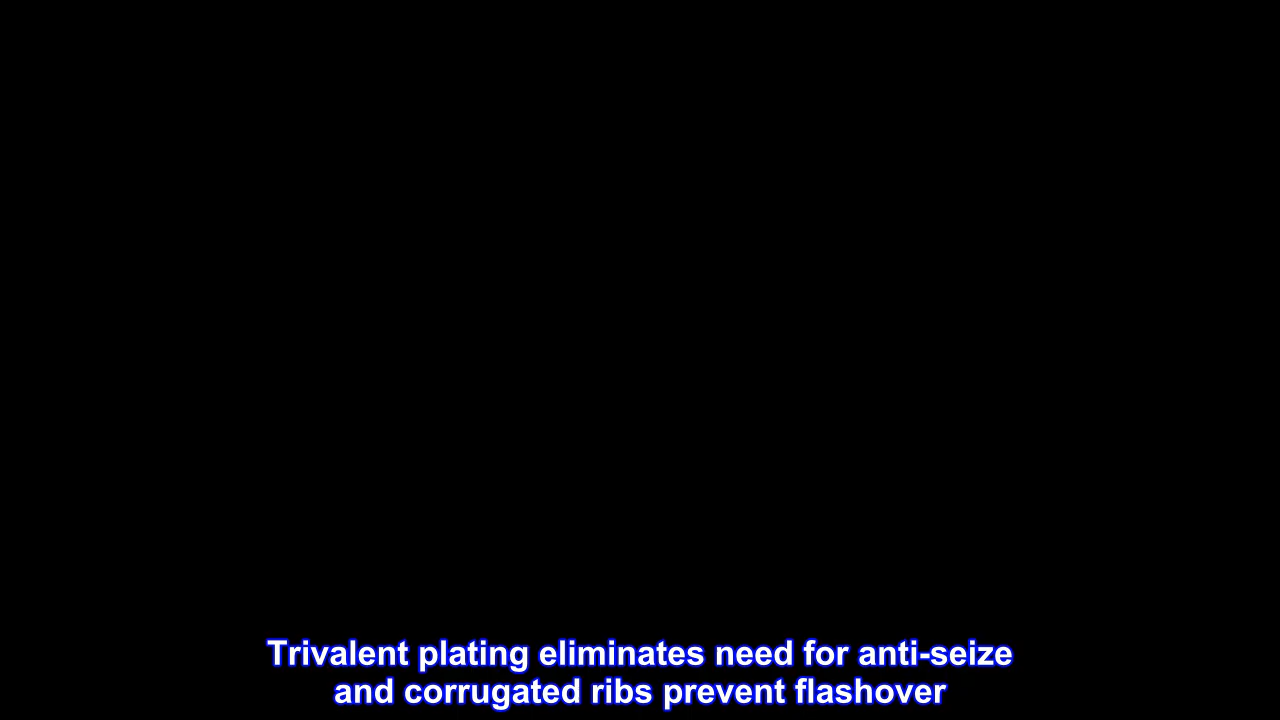 Trivalent plating eliminates need for anti-seize
and corrugated ribs prevent flashover